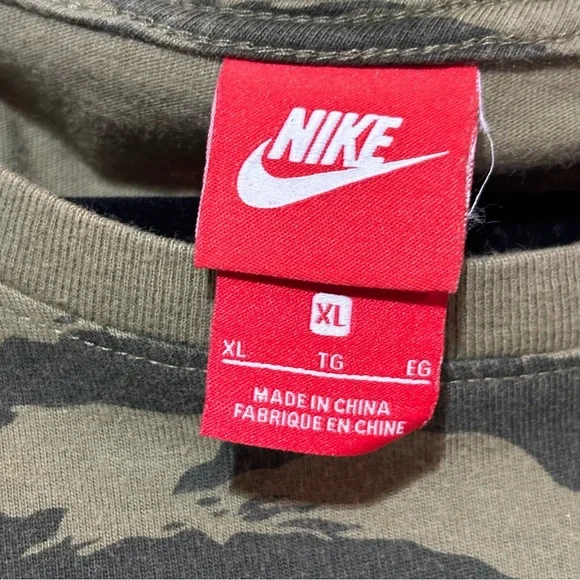 NIKE
XL
XL TG EG
MADE IN CHINA
FABRIQUE EN CHINE